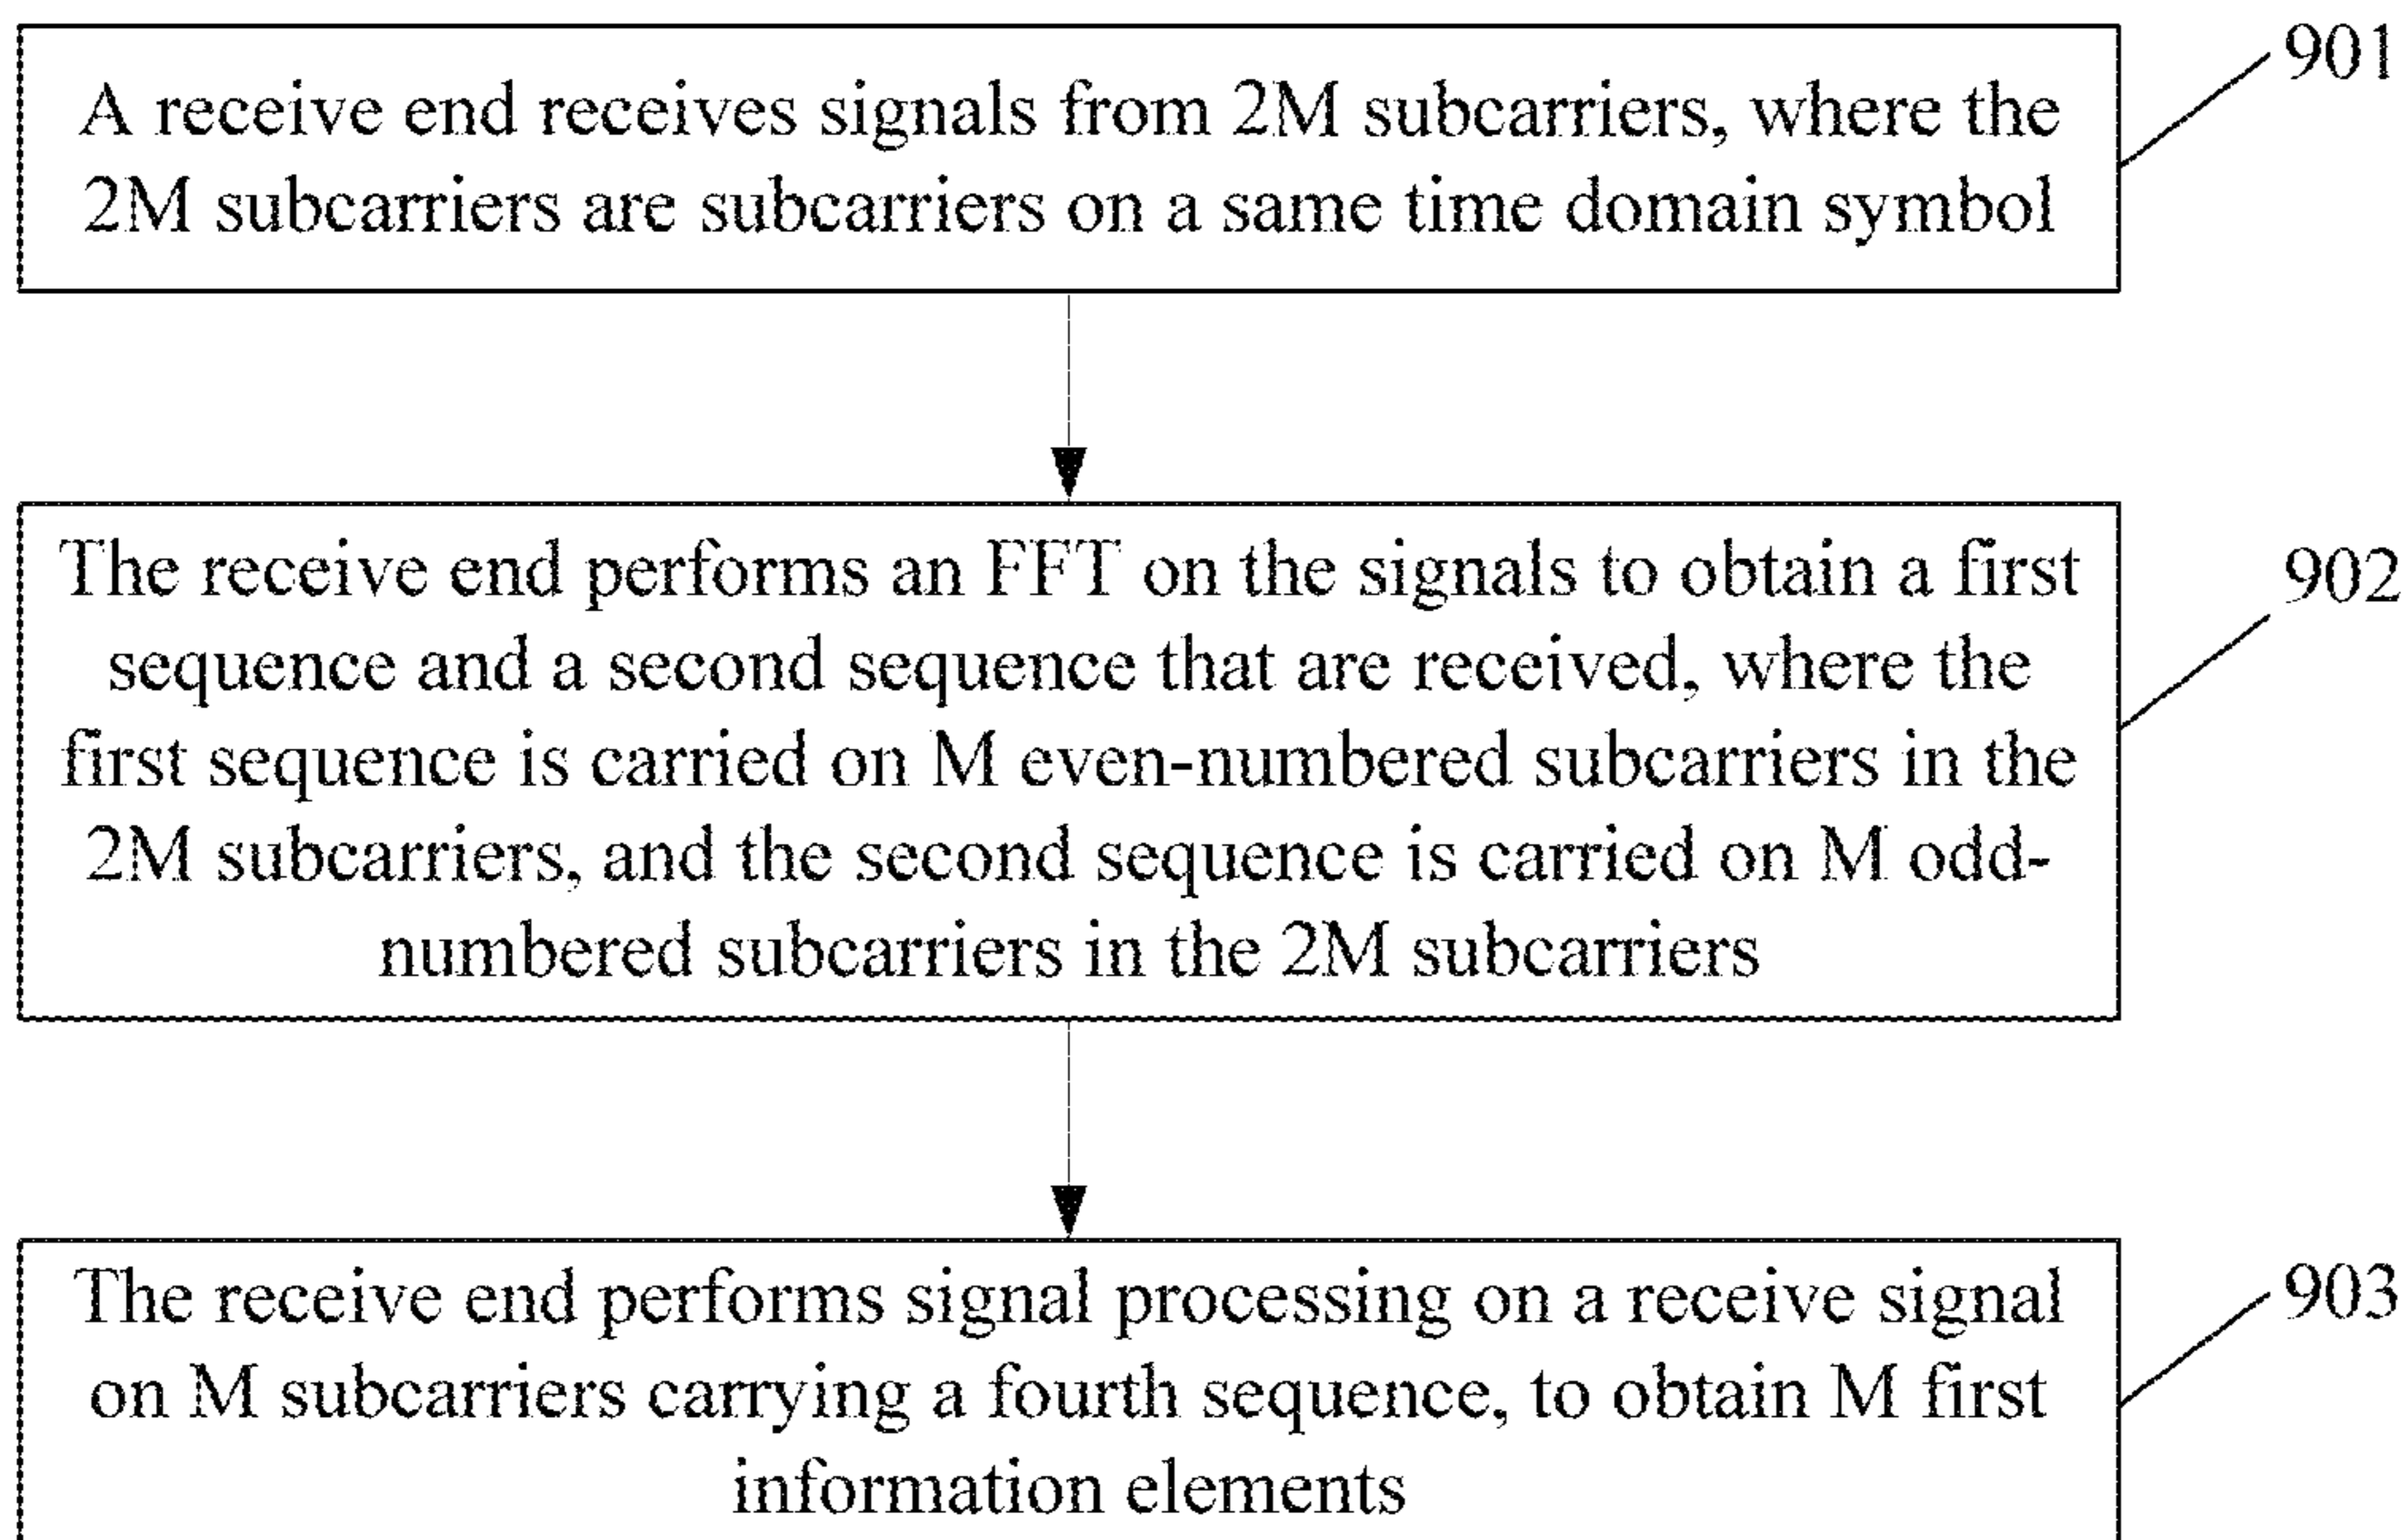 901
A receive end receives signals from 2M subcarriers, where the
2M subcarriers are subcarriers on a same time domain symbol
902
The receive end performs an FFT on the signals to obtain a first
sequence and a second sequence that are received, where the
first sequence is carried on M even-numbered subcarriers in the
2M subcarriers, and the second sequence is carried on M odd-
numbered subcarriers in the 2M subcarriers
903
The receive end performs signal processing on a receive signal
on M subcarriers carrying a fourth sequence, to obtain M first
information elements